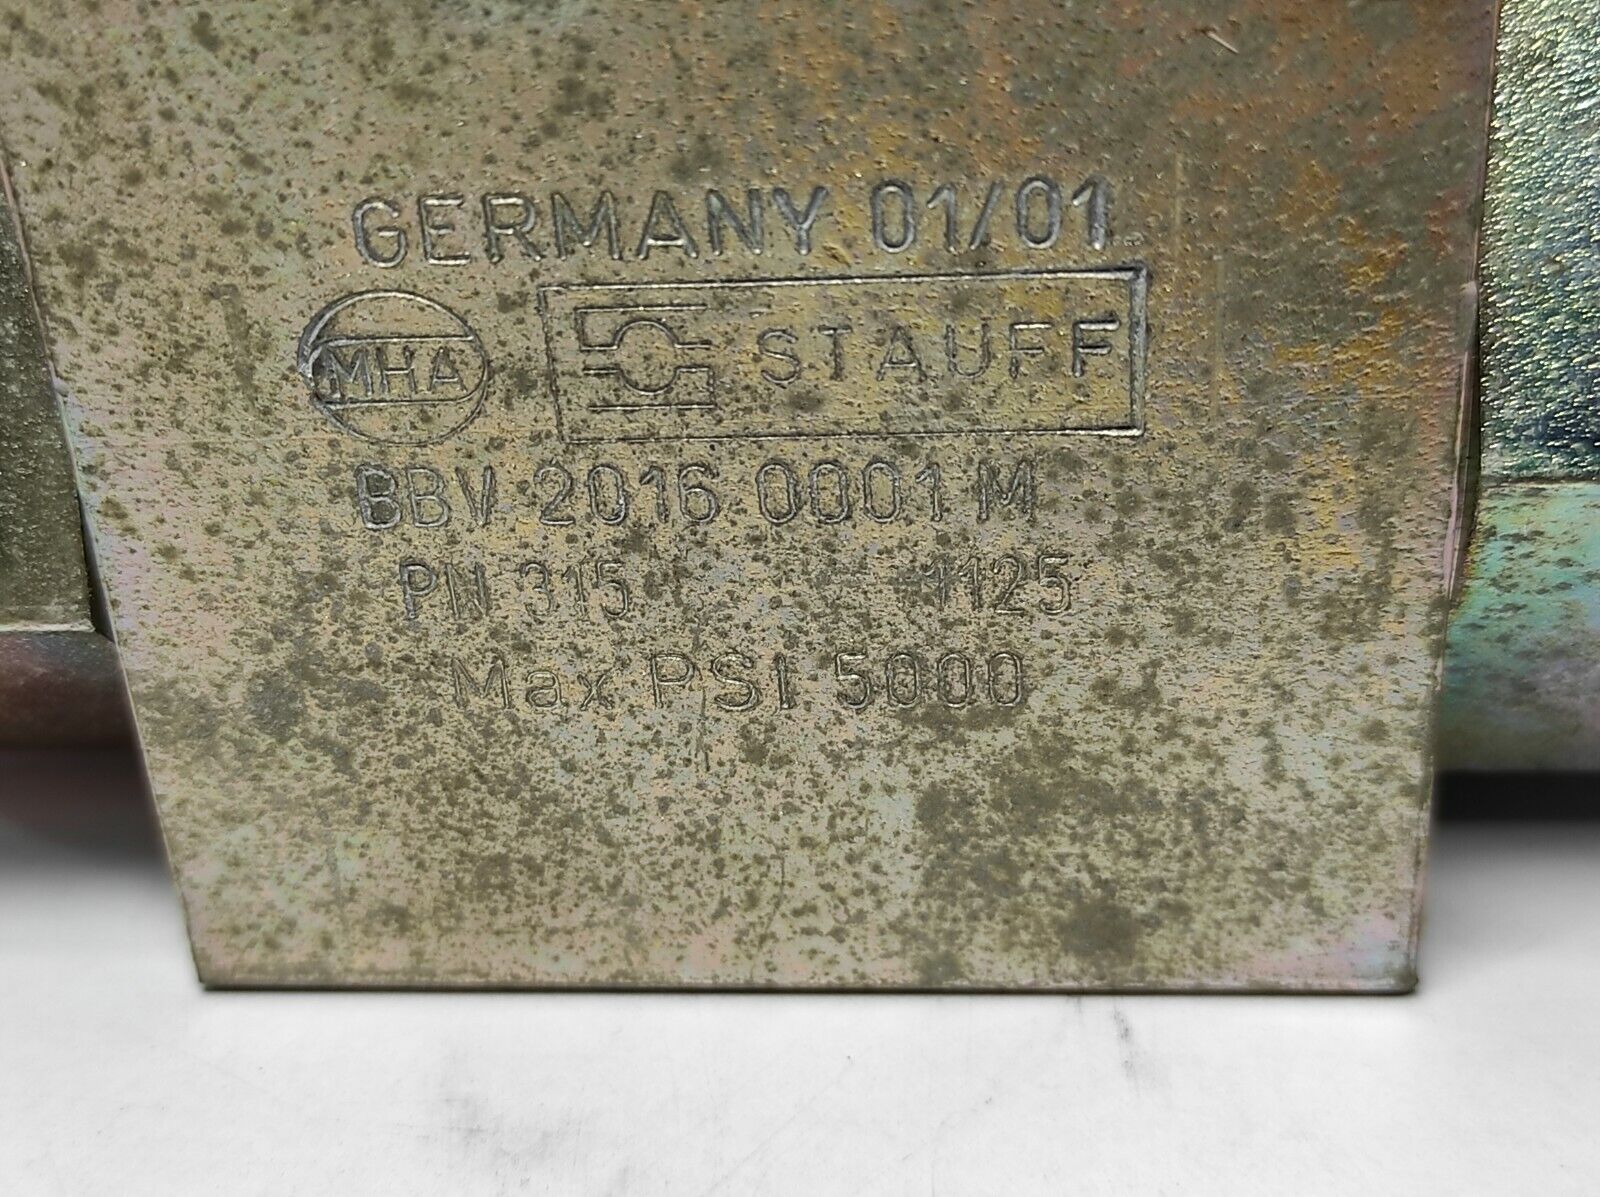 GERMANY 01/01
MHA STAUFF
BBV 2016 0001 M
PN 315 1125
Max PSI 5000